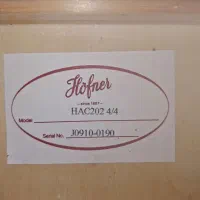 Höfner
— since 1887 —
Model: HAC202 4/4
Serial No. J0910-0190